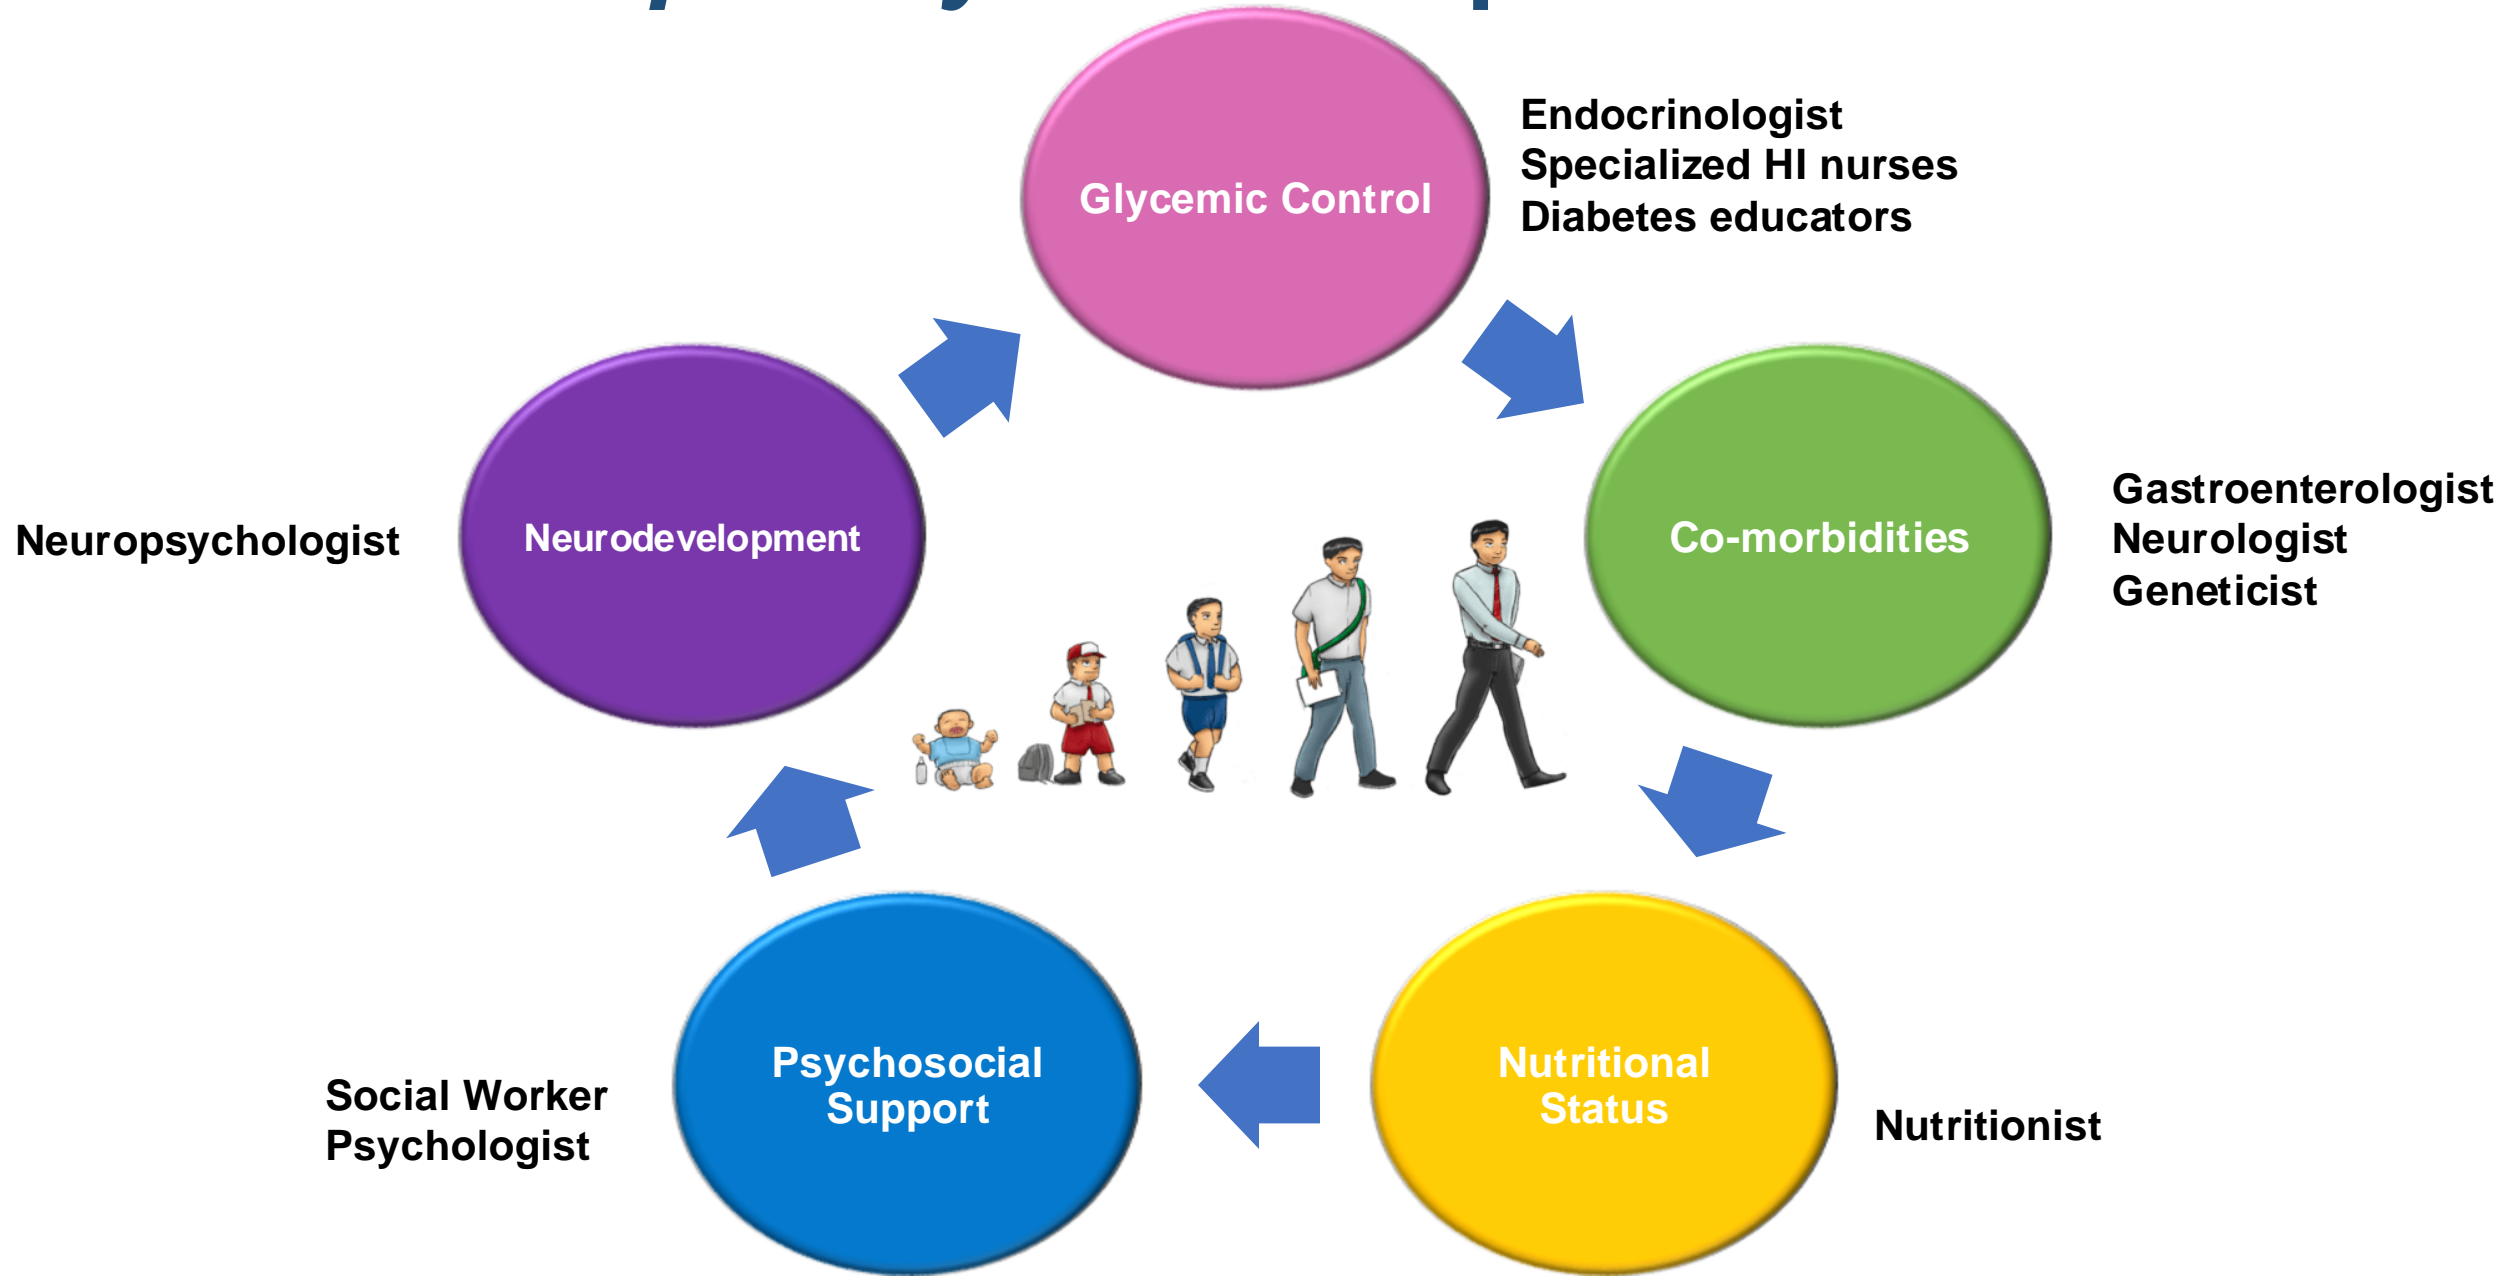 Glycemic Control
Endocrinologist
Specialized HI nurses
Diabetes educators
Co-morbidities
Gastroenterologist
Neurologist
Geneticist
Nutritional
Status
Nutritionist
Psychosocial
Support
Social Worker
Psychologist
Neurodevelopment
Neuropsychologist